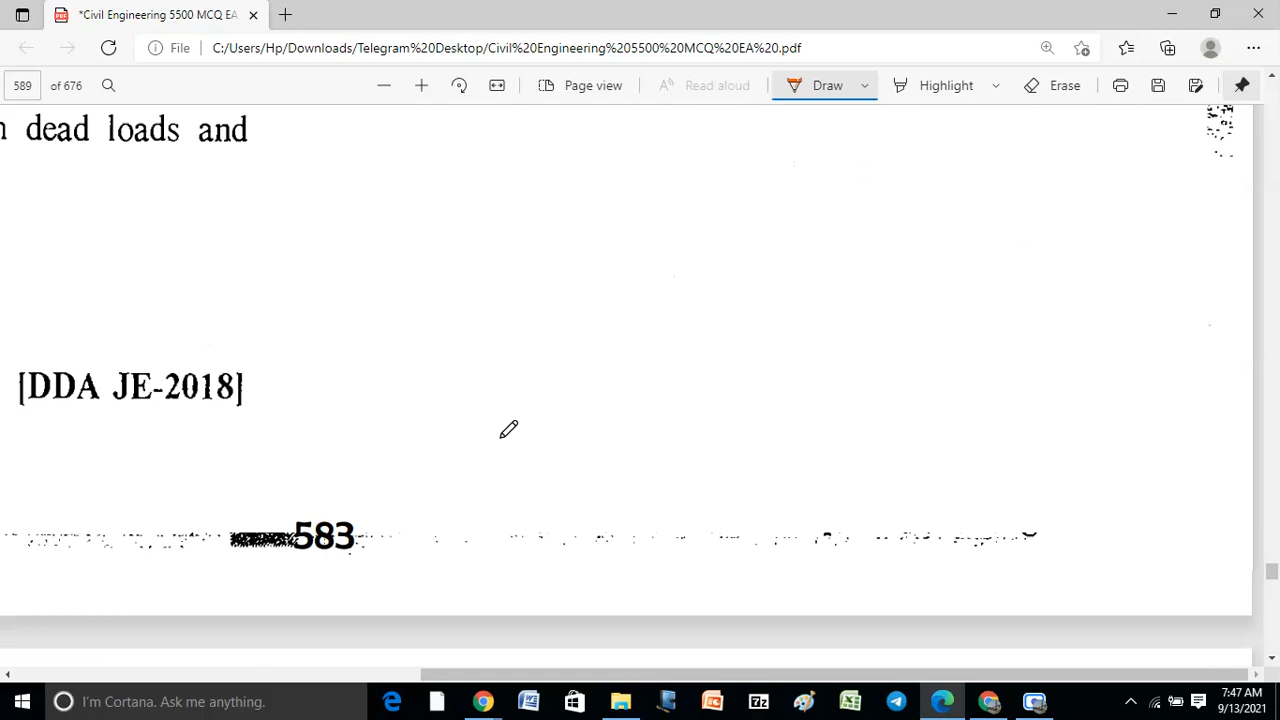 *Civil Engineering 5500 MCQ EA
File
C:/Users/Hp/Downloads/Telegram%20Desktop/Civil%20Engineering%205500%20MCQ%20EA%20.pdf
589 of 676
Page view
Read aloud
Draw
Highlight
Erase
dead loads and
[DDA JE-2018]
583
I'm Cortana. Ask me anything.
7:47 AM
9/13/2021